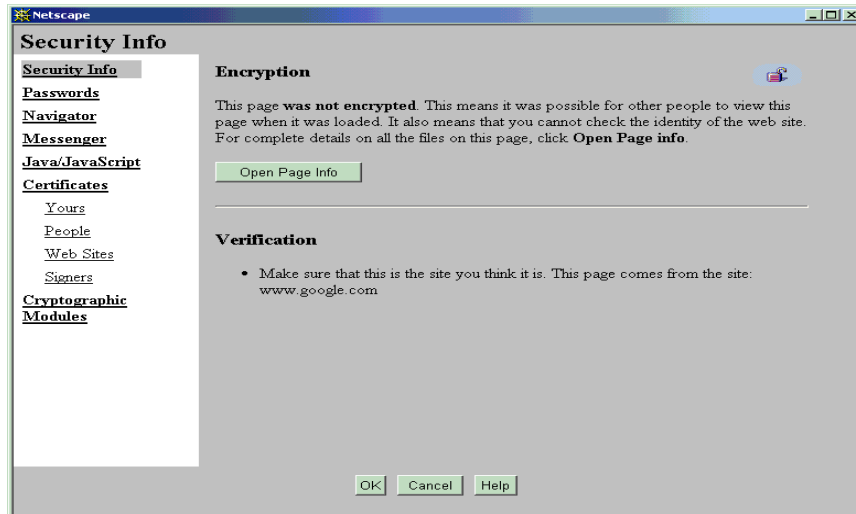 Netscape
Security Info
Security Info
Passwords
Navigator
Messenger
Java/JavaScript
Certificates
Yours
People
Web Sites
Signers
Cryptographic
Modules
Encryption
This page was not encrypted. This means it was possible for other people to view this
page when it was loaded. It also means that you cannot check the identity of the web site.
For complete details on all the files on this page, click Open Page info.
Open Page Info
Verification
• Make sure that this is the site you think it is. This page comes from the site:
www.google.com
OK
Cancel
Help